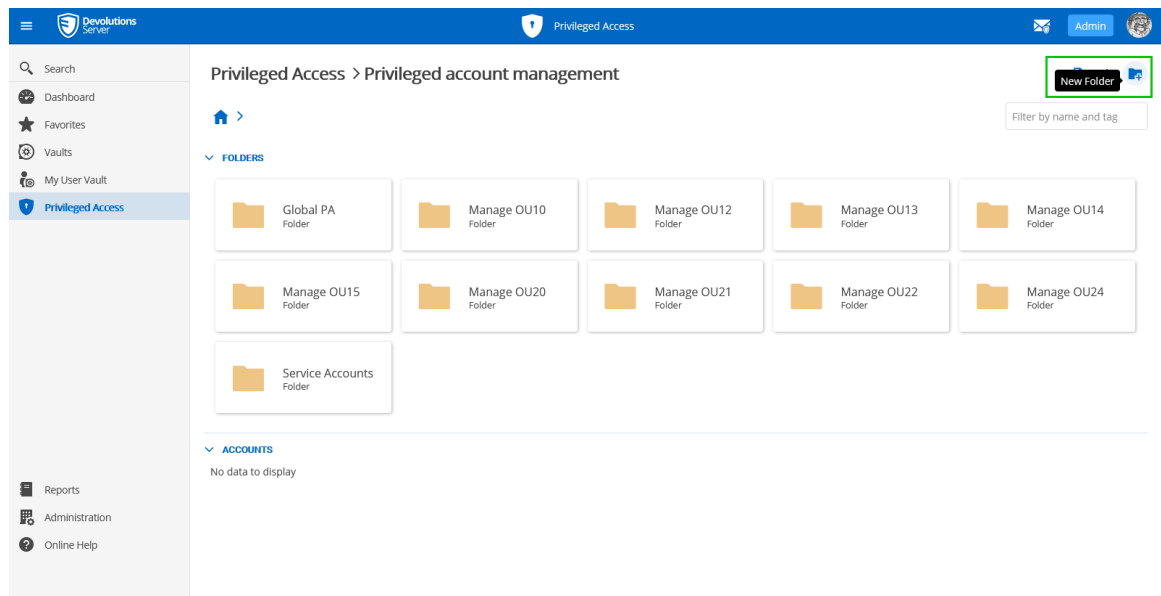 Devolutions
Server
Privileged Access
Admin
Search
Dashboard
Favorites
Vaults
My User Vault
Privileged Access
Reports
Administration
Online Help
Privileged Access > Privileged account management
New Folder
Filter by name and tag
FOLDERS
Global PA
Folder
Manage OU10
Folder
Manage OU12
Folder
Manage OU13
Folder
Manage OU14
Folder
Manage OU15
Folder
Manage OU20
Folder
Manage OU21
Folder
Manage OU22
Folder
Manage OU24
Folder
Service Accounts
Folder
ACCOUNTS
No data to display